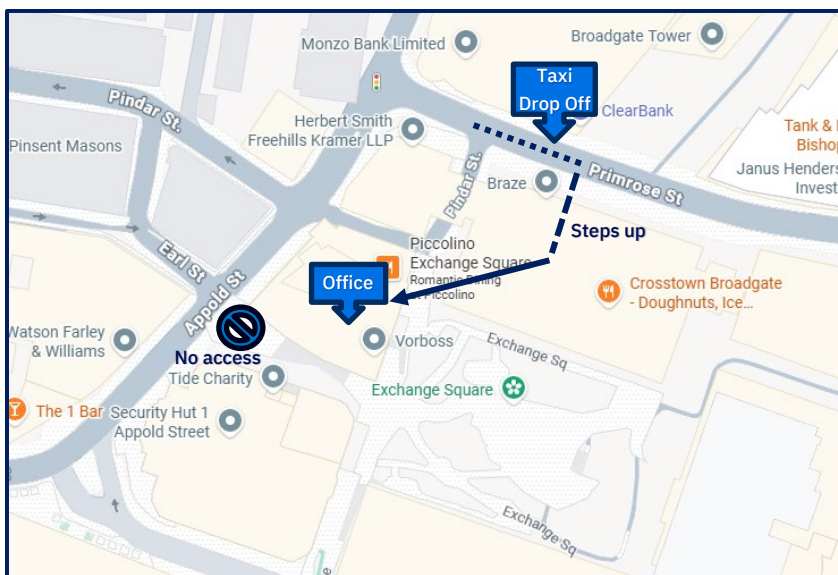 Monzo Bank Limited
Broadgate Tower
Taxi
Drop Off
ClearBank
Pindar St.
Herbert Smith
Freehills Kramer LLP
Tank &
Bishop
Pinsent Masons
Janus Henders
Invest
Primrose St
Braze
Pindar St.
Steps up
Earl St
Piccolino
Exchange Square
Romantic Dining
at Piccolino
Office
Crosstown Broadgate
- Doughnuts, Ice...
Appold St
Watson Farley
& Williams
No access
Vorboss
Exchange Sq
Tide Charity
Exchange Square
The 1 Bar
Security Hut 1
Appold Street
Exchange Sq